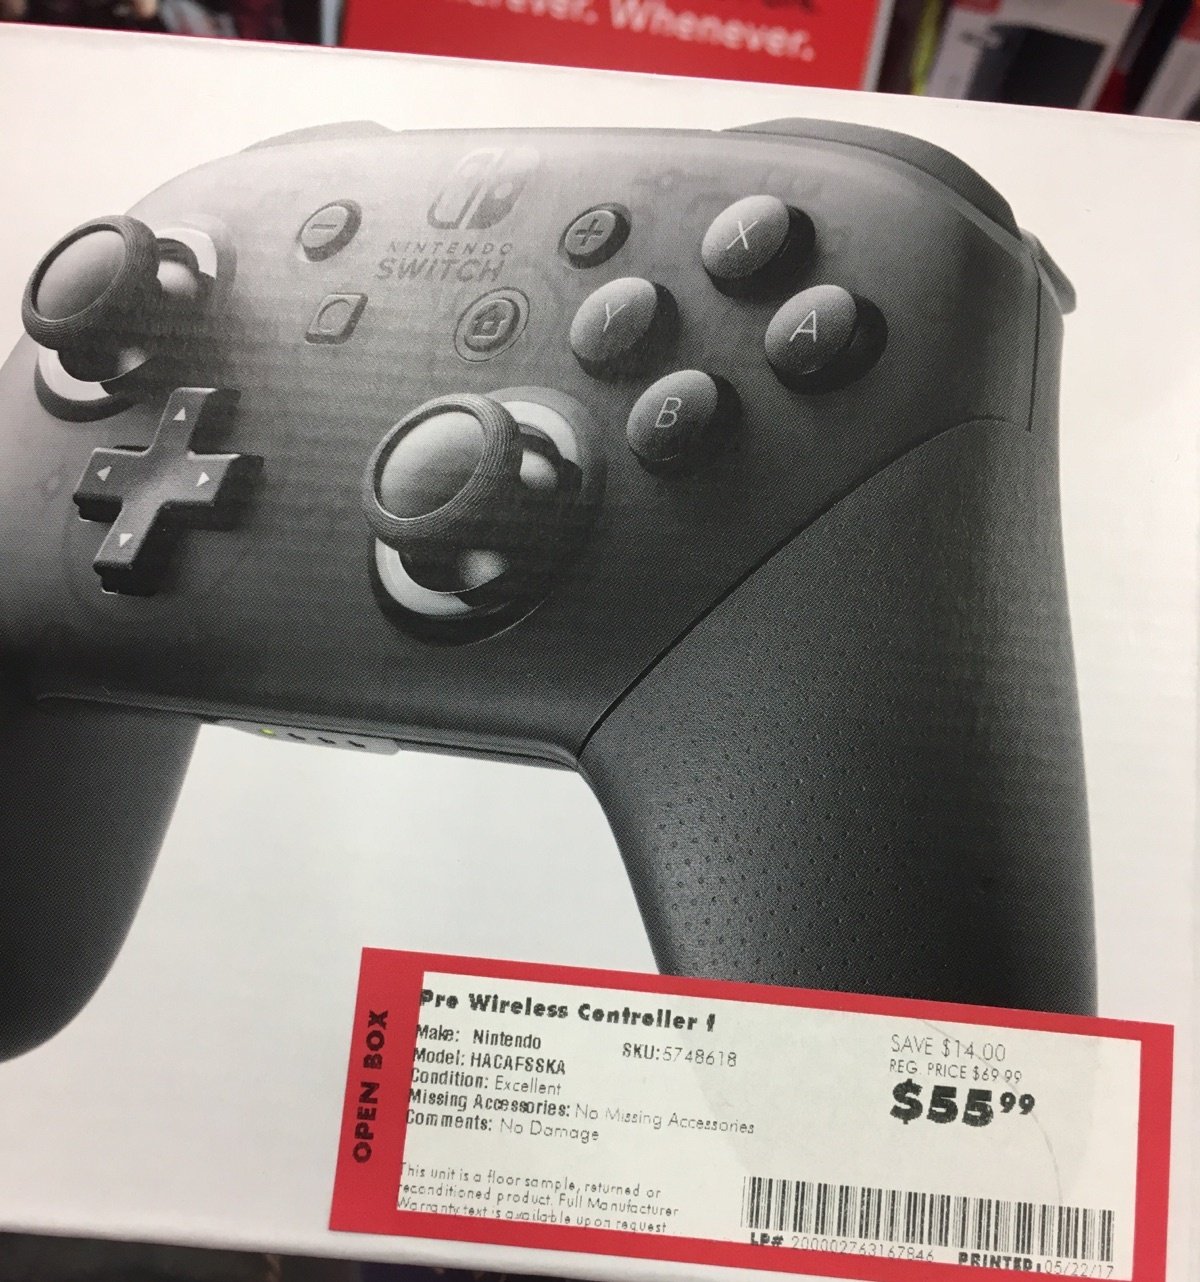 Whenever.
NINTENDO
SWITCH
X
Y
A
B
OPEN BOX
Pro Wireless Controller f
Make: Nintendo
SKU:5748618
Model: HACAFSSKA
Condition: Excellent
Missing Accessories: No Missing Accessories
Comments: No Damage
SAVE $14.00
REG. PRICE $69.99
$55⁹⁹
This unit is a floor sample, returned or
reconditioned product. Full Manufacturer
Warranty text is available upon request
LP# 200002763167846 PRINTED: 05/22/17